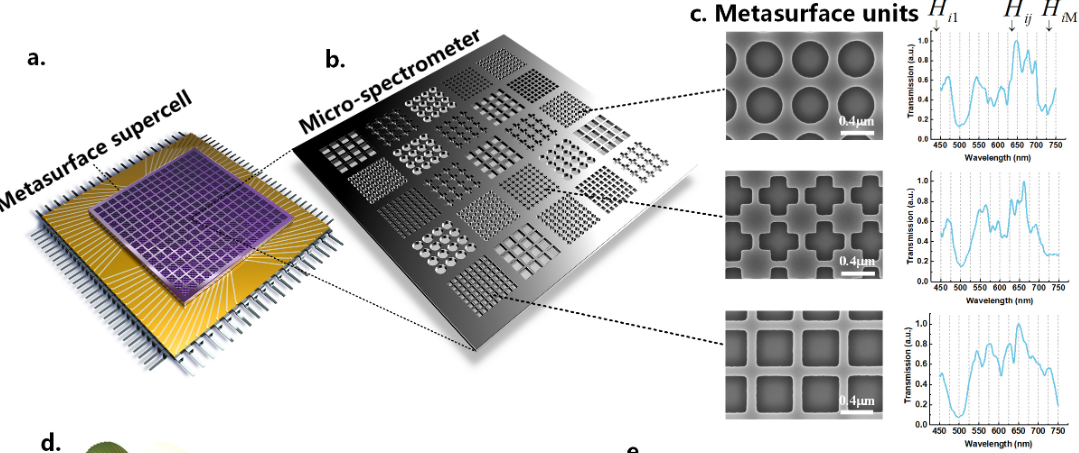 a.
Metasurface supercell
b.
Micro-spectrometer
c. Metasurface units
H i1
H ij
H iM
0.4μm
Transmission (a.u.)
1.0
0.8
0.6
0.4
0.2
0.0
450 500 550 600 650 700 750
Wavelength (nm)
0.4μm
Transmission (a.u.)
1.0
0.8
0.6
0.4
0.2
0.0
450 500 550 600 650 700 750
Wavelength (nm)
0.4μm
Transmission (a.u.)
1.0
0.8
0.6
0.4
0.2
0.0
450 500 550 600 650 700 750
Wavelength (nm)
d.
e.